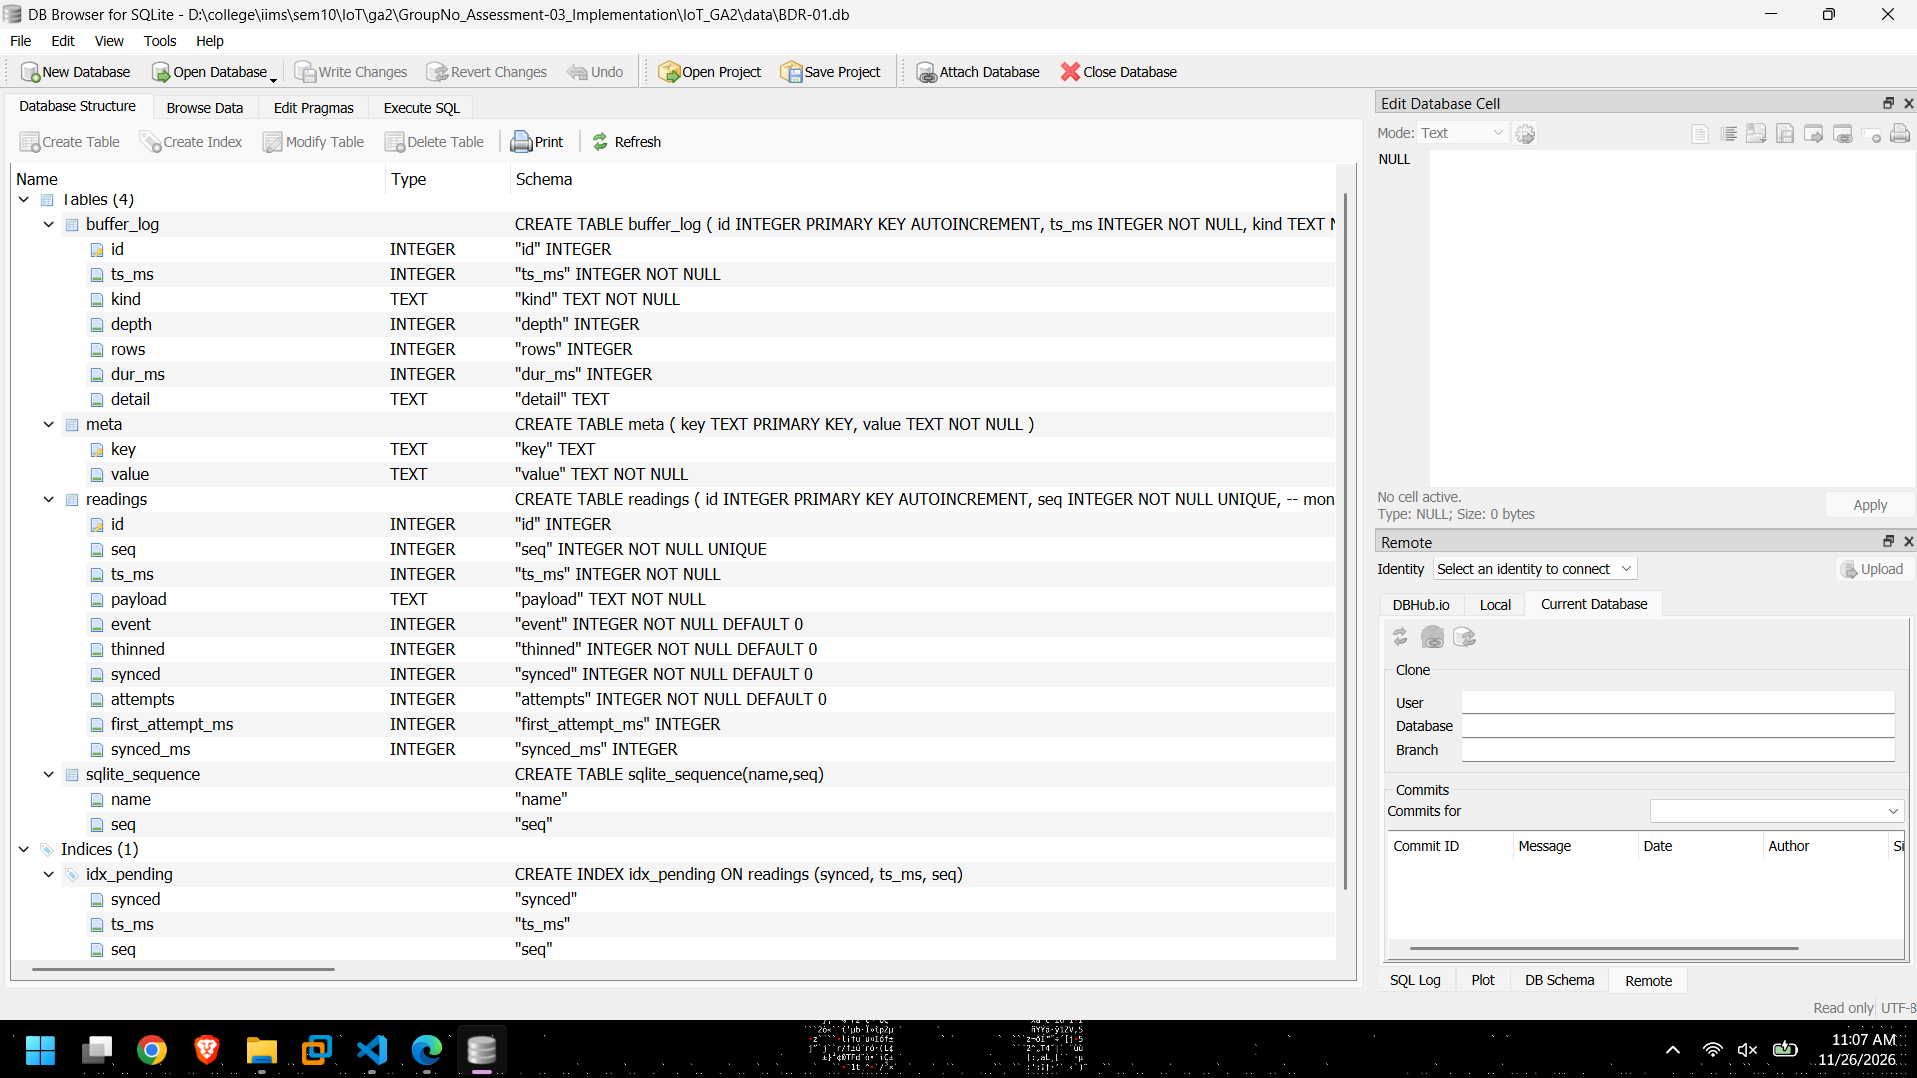 DB Browser for SQLite - D:\college\iims\sem10\IoT\ga2\GroupNo_Assessment-03_Implementation\IoT_GA2\data\BDR-01.db
File Edit View Tools Help
New Database Open Database Write Changes Revert Changes Undo Open Project Save Project Attach Database Close Database
Database Structure Browse Data Edit Pragmas Execute SQL
Create Table Create Index Modify Table Delete Table Print Refresh
Name Type Schema
Tables (4)
buffer_log CREATE TABLE buffer_log ( id INTEGER PRIMARY KEY AUTOINCREMENT, ts_ms INTEGER NOT NULL, kind TEXT N
id INTEGER "id" INTEGER
ts_ms INTEGER "ts_ms" INTEGER NOT NULL
kind TEXT "kind" TEXT NOT NULL
depth INTEGER "depth" INTEGER
rows INTEGER "rows" INTEGER
dur_ms INTEGER "dur_ms" INTEGER
detail TEXT "detail" TEXT
meta CREATE TABLE meta ( key TEXT PRIMARY KEY, value TEXT NOT NULL )
key TEXT "key" TEXT
value TEXT "value" TEXT NOT NULL
readings CREATE TABLE readings ( id INTEGER PRIMARY KEY AUTOINCREMENT, seq INTEGER NOT NULL UNIQUE, -- mon
id INTEGER "id" INTEGER
seq INTEGER "seq" INTEGER NOT NULL UNIQUE
ts_ms INTEGER "ts_ms" INTEGER NOT NULL
payload TEXT "payload" TEXT NOT NULL
event INTEGER "event" INTEGER NOT NULL DEFAULT 0
thinned INTEGER "thinned" INTEGER NOT NULL DEFAULT 0
synced INTEGER "synced" INTEGER NOT NULL DEFAULT 0
attempts INTEGER "attempts" INTEGER NOT NULL DEFAULT 0
first_attempt_ms INTEGER "first_attempt_ms" INTEGER
synced_ms INTEGER "synced_ms" INTEGER
sqlite_sequence CREATE TABLE sqlite_sequence(name,seq)
name "name"
seq "seq"
Indices (1)
idx_pending CREATE INDEX idx_pending ON readings (synced, ts_ms, seq)
synced "synced"
ts_ms "ts_ms"
seq "seq"
Edit Database Cell
Mode: Text
NULL
No cell active.
Type: NULL; Size: 0 bytes
Apply
Remote
Identity Select an identity to connect Upload
DBHub.io Local Current Database
Clone
User
Database
Branch
Commits
Commits for
Commit ID Message Date Author Si
SQL Log Plot DB Schema Remote
Read only UTF-8
11:07 AM
11/26/2026